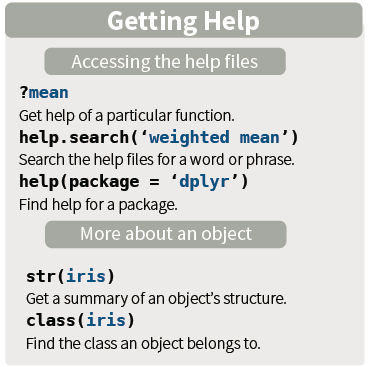 Getting Help
Accessing the help files
?mean
Get help of a particular function.
help.search(‘weighted mean’)
Search the help files for a word or phrase.
help(package = ‘dplyr’)
Find help for a package.
More about an object
str(iris)
Get a summary of an object’s structure.
class(iris)
Find the class an object belongs to.